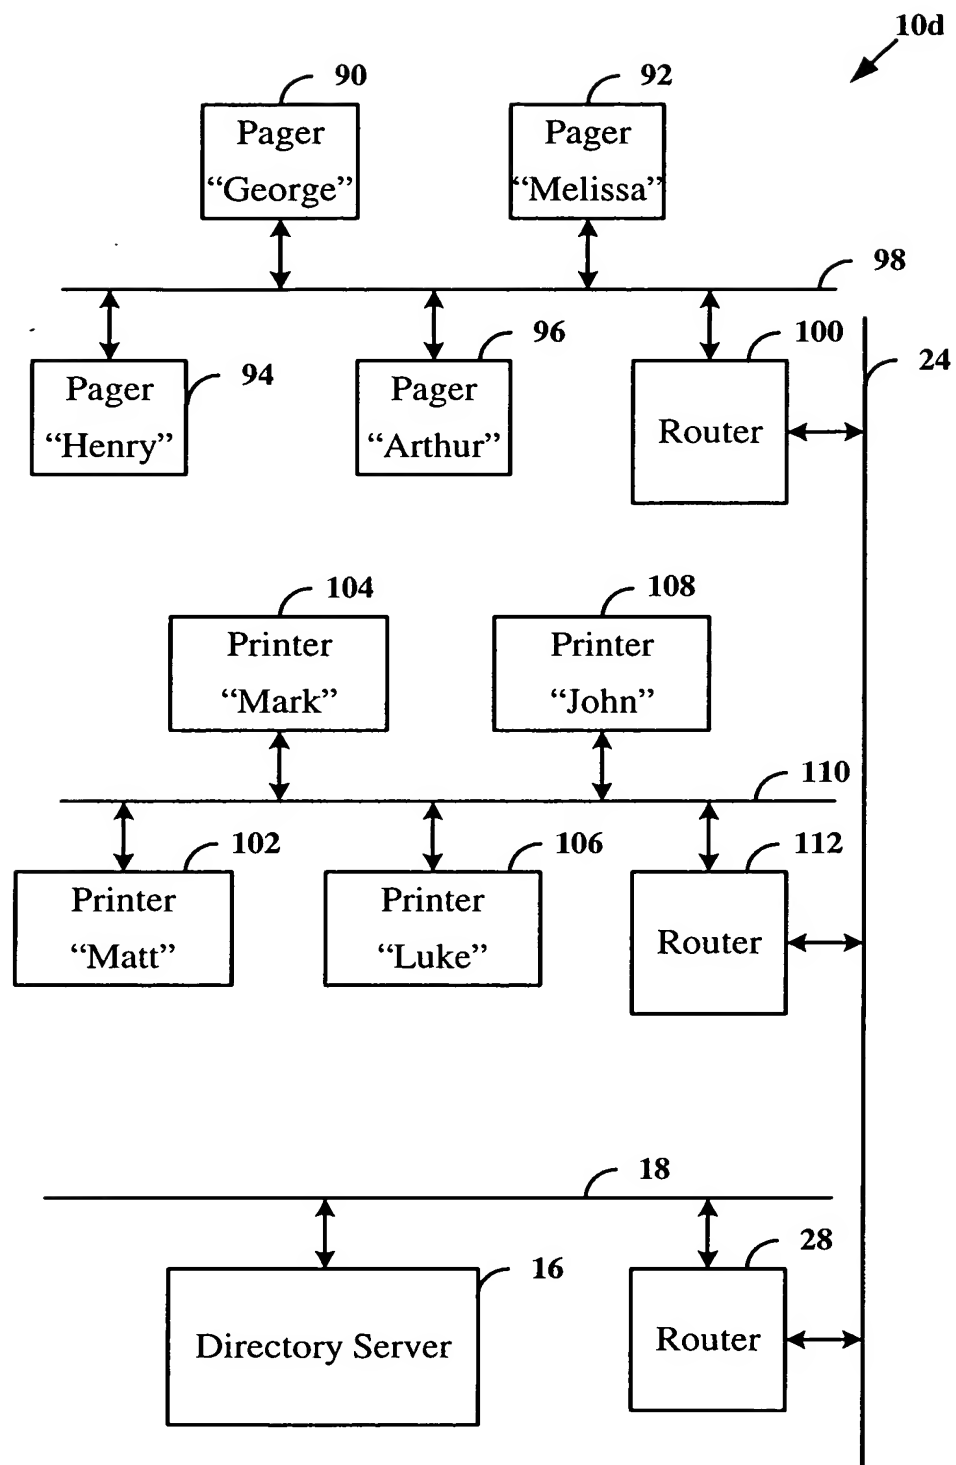 10d
90
92
Pager
“George”
Pager
“Melissa”
98
96
100
94
24
Pager
“Henry”
Pager
“Arthur”
Router
104
108
Printer
“Mark”
Printer
“John”
110
102
106
112
Printer
“Matt”
Printer
“Luke”
Router
18
16
28
Directory Server
Router